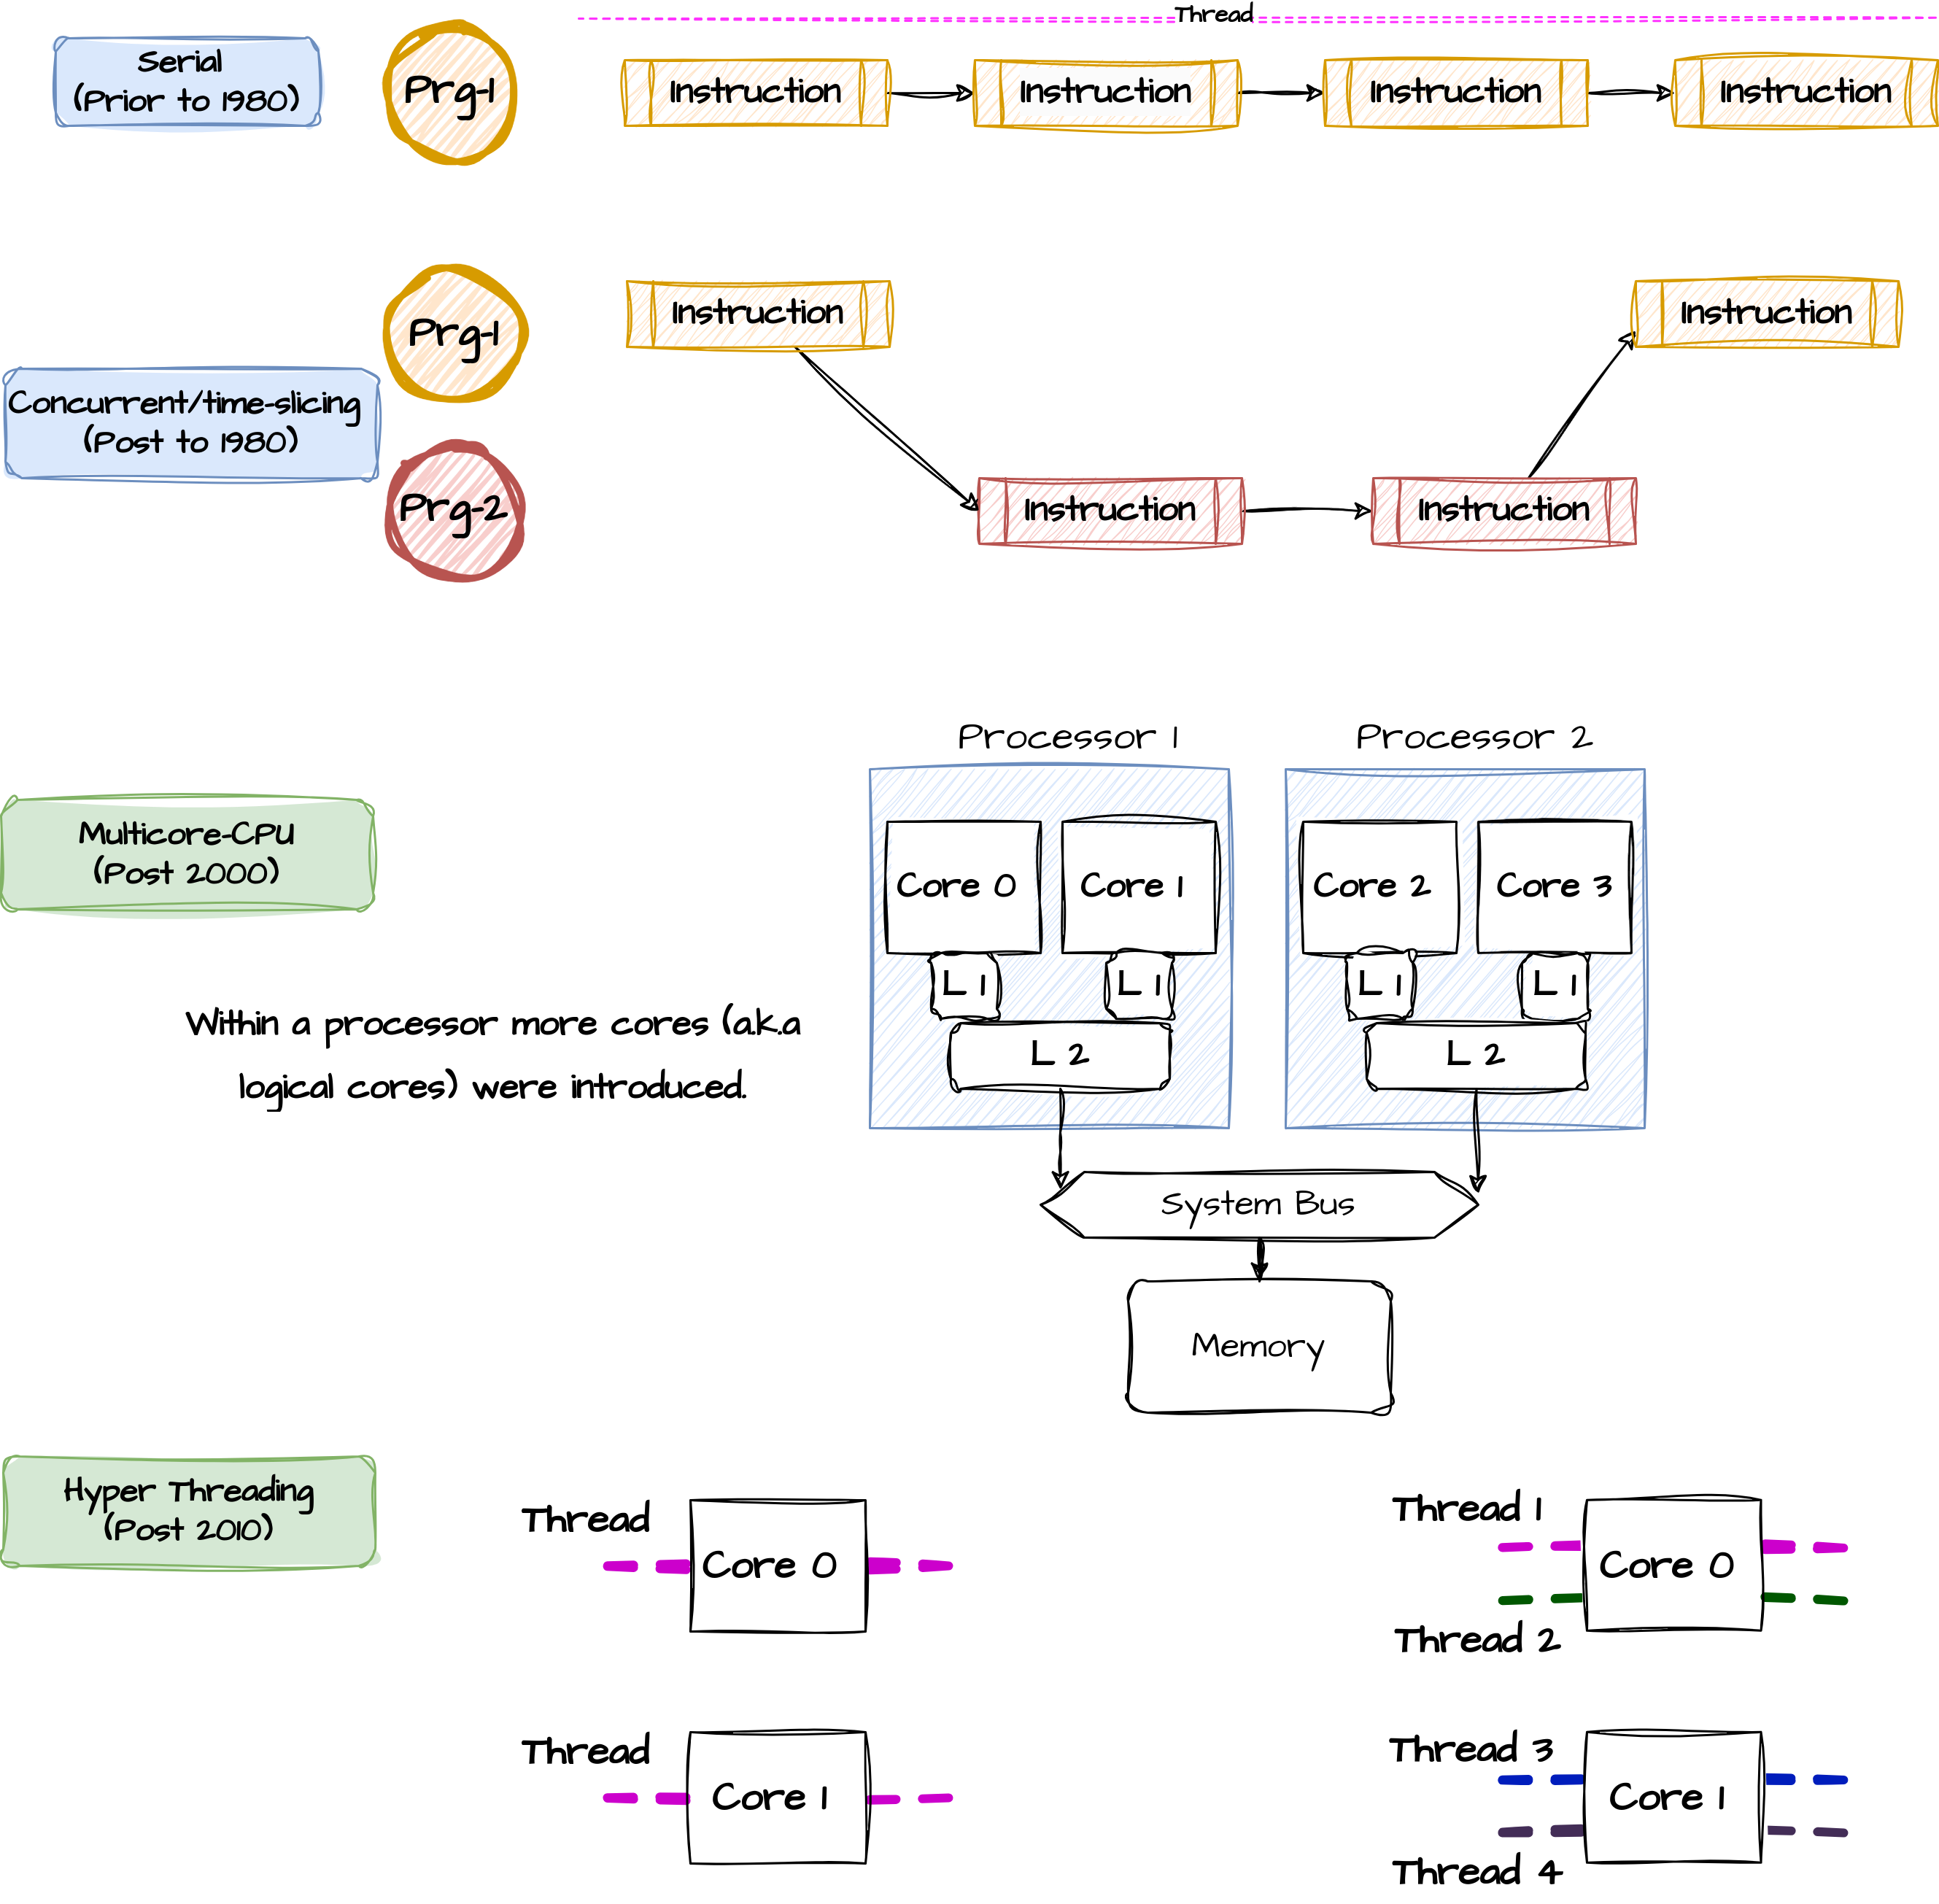 Thread
Serial
(Prior to 1980)
Prg-1
Instruction
Instruction
Instruction
Instruction
Prg-1
Instruction
Instruction
Concurrent/time-slicing
(Post to 1980)
Prg-2
Instruction
Instruction
Processor 1
Processor 2
Multicore-CPU
(Post 2000)
Core 0
Core 1
Core 2
Core 3
L 1
L 1
L 1
L 1
Within a processor more cores (a.k.a
logical cores) were introduced.
L 2
L 2
System Bus
Memory
Hyper Threading
(Post 2010)
Thread
Core 0
Thread 1
Core 0
Thread 2
Thread
Core 1
Thread 3
Core 1
Thread 4